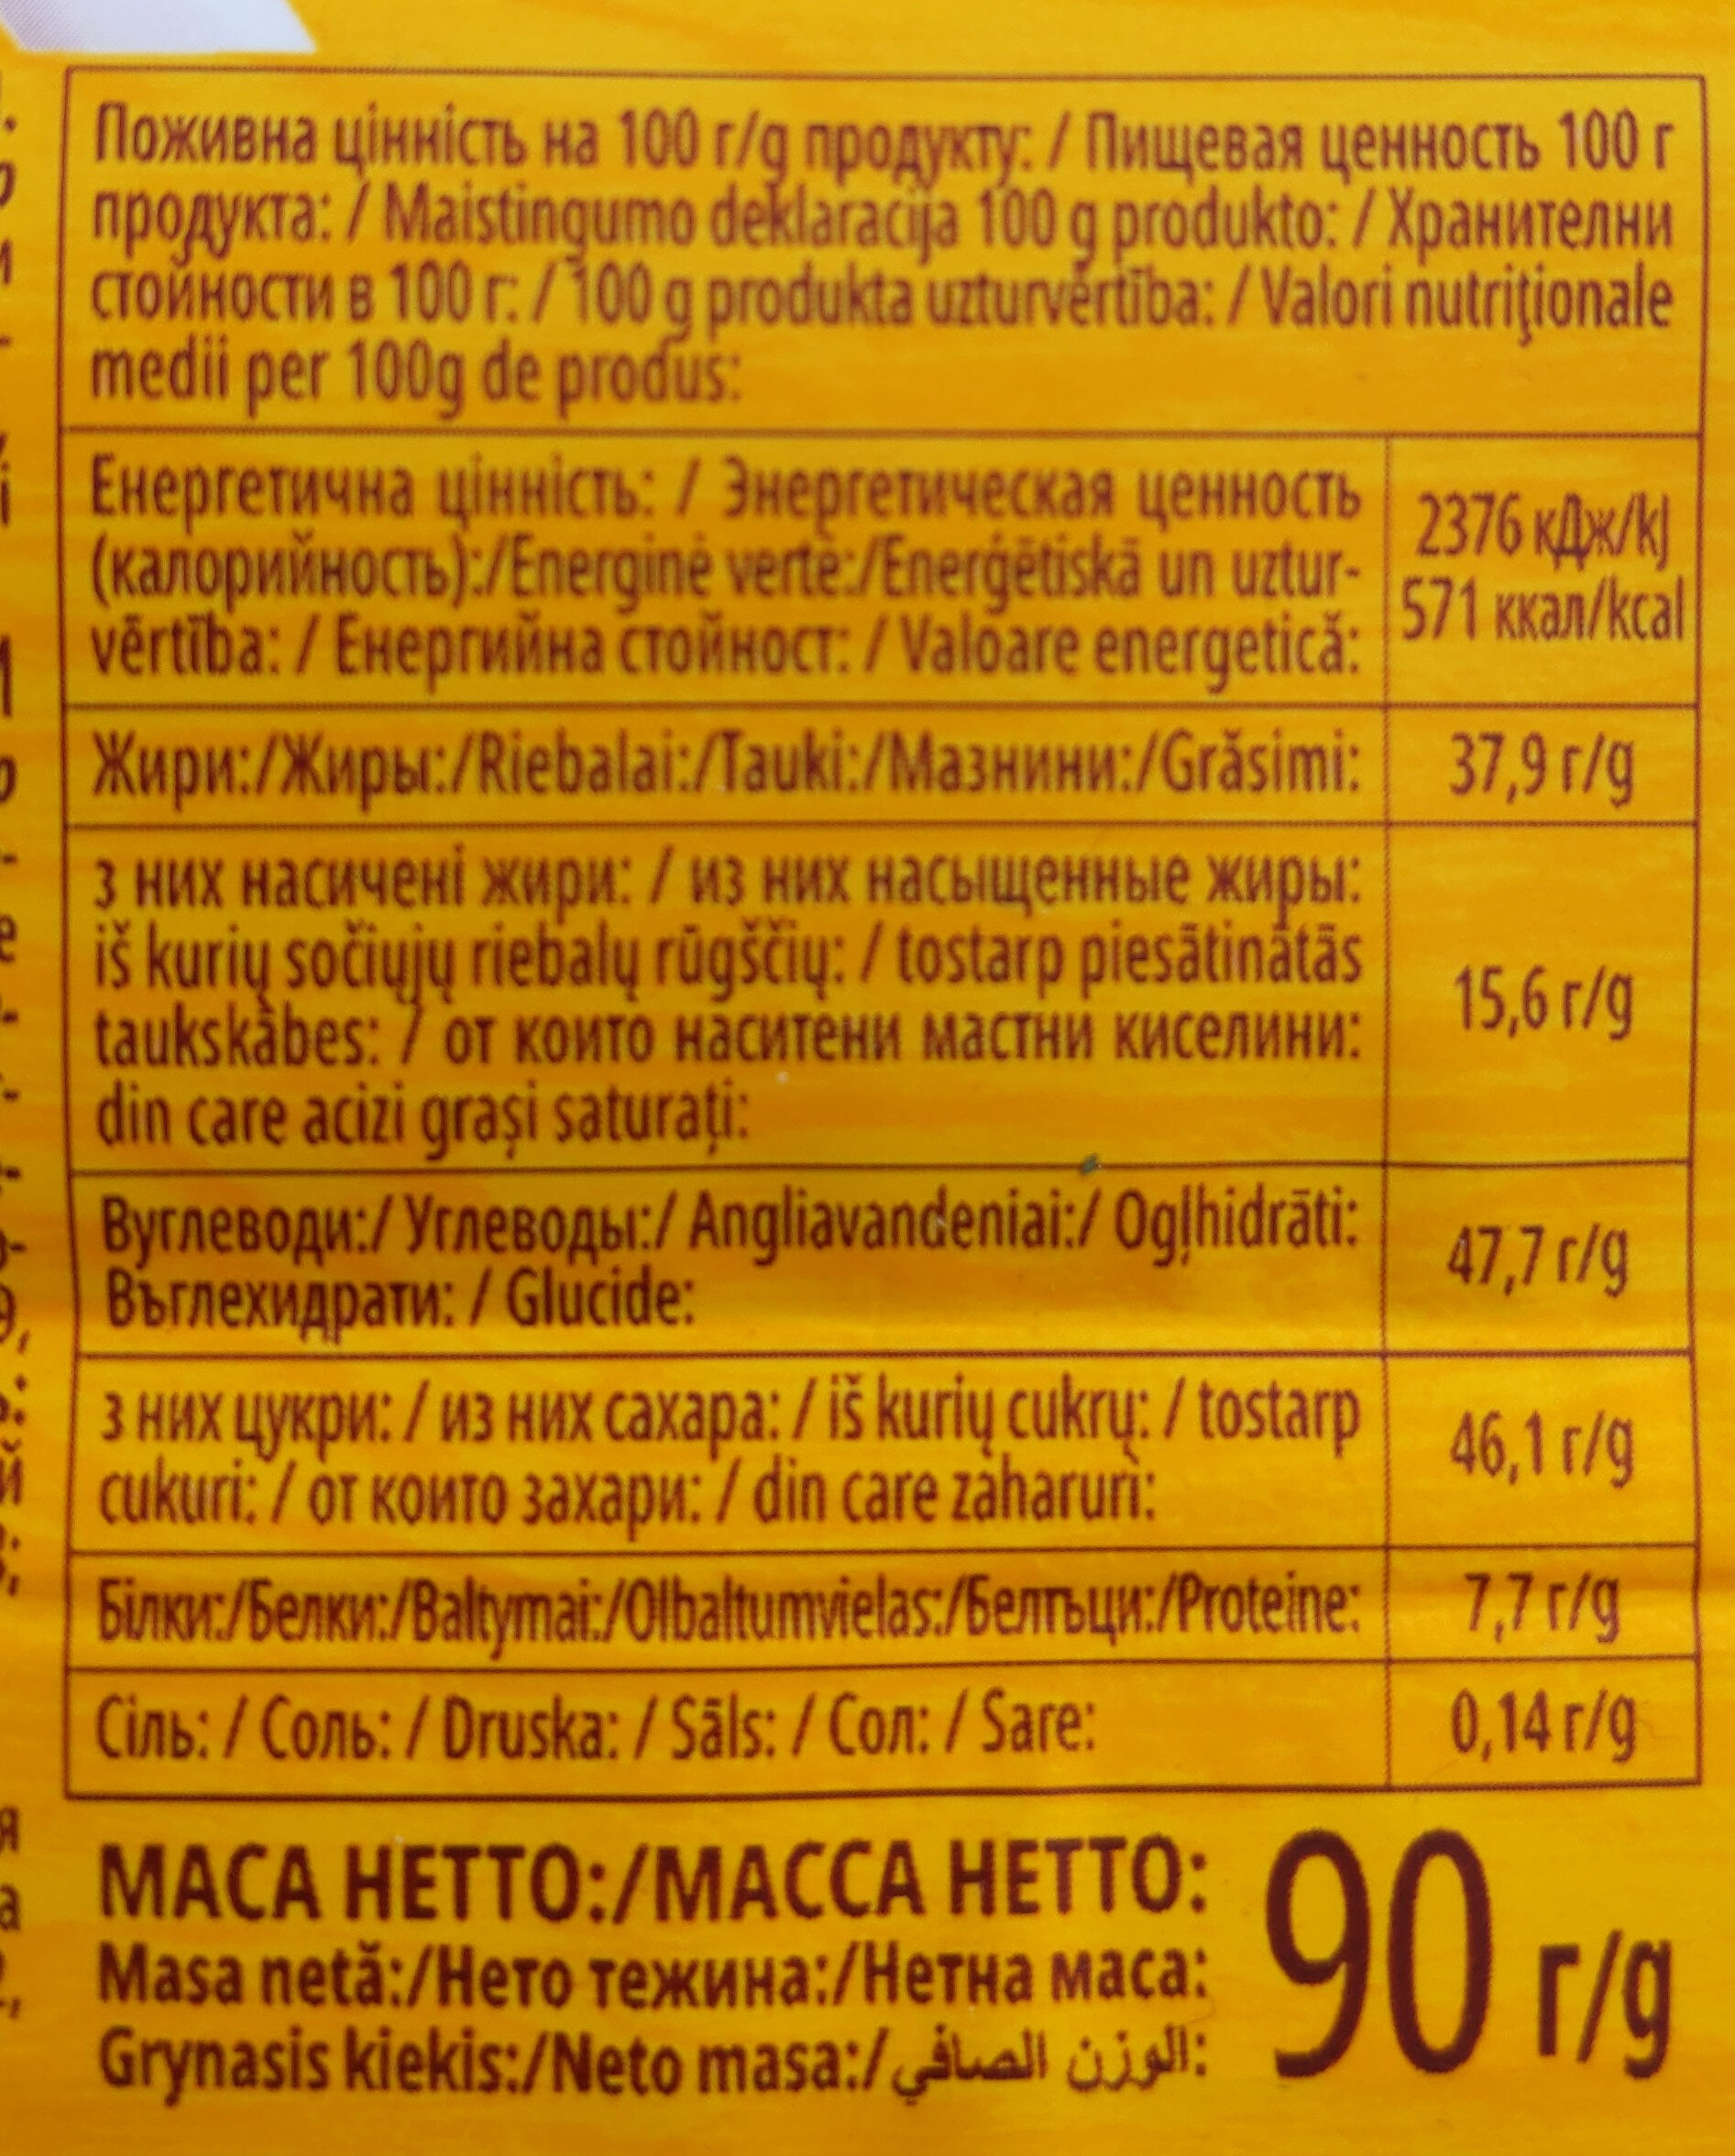 Поживна цінність на 100 г/g продукту: / Пищевая ценность 100 г
продукта: / Maistingumo deklaracija 100 g produkto: / Хранителни
стойности в 100 г: / 100 g produkta uzturvērtība: / Valori nutriţionale
medii per 100g de produs:
Енергетична цінність: / Энергетическая ценность
(калорийность):/Energinė vertė:/Enerģētiskā un uztur-
vērtība: / Енергийна стойност: / Valoare energetică:
2376 кДж/kJ
571 ккал/kcal
Жири:/Жиры:/Riebalai:/Tauki:/Мазнини:/Grăsimi:
37,9 г/g
з них насичені жири: / из них насыщенные жиры:
iš kurių sočiųjų riebalų rūgščių: / tostarp piesātinātās
taukskābes: / от които наситени мастни киселини:
din care acizi graşi saturaţi:
15,6 г/g
Вуглеводи:/ Углеводы:/ Angliavandeniai:/ Ogļhidrāti:
Въглехидрати: / Glucide:
47,7 г/g
з них цукри: / из них сахара: / iš kurių cukrų: / tostarp
cukuri: / от които захари: / din care zaharuri:
46,1 г/g
Білки:/Белки:/Baltymai:/Olbaltumvielas:/Белтъци:/Proteine:
7,7 г/g
Сіль: / Соль: / Druska: / Sāls: / Сол: / Sare:
0,14 г/g
МАСА НЕТТО:/МАССА НЕТТО:
Masa netă:/Нето тежина:/Нетна маса:
Grynasis kiekis:/Neto masa:/الوزن الصافي:
90 г/g